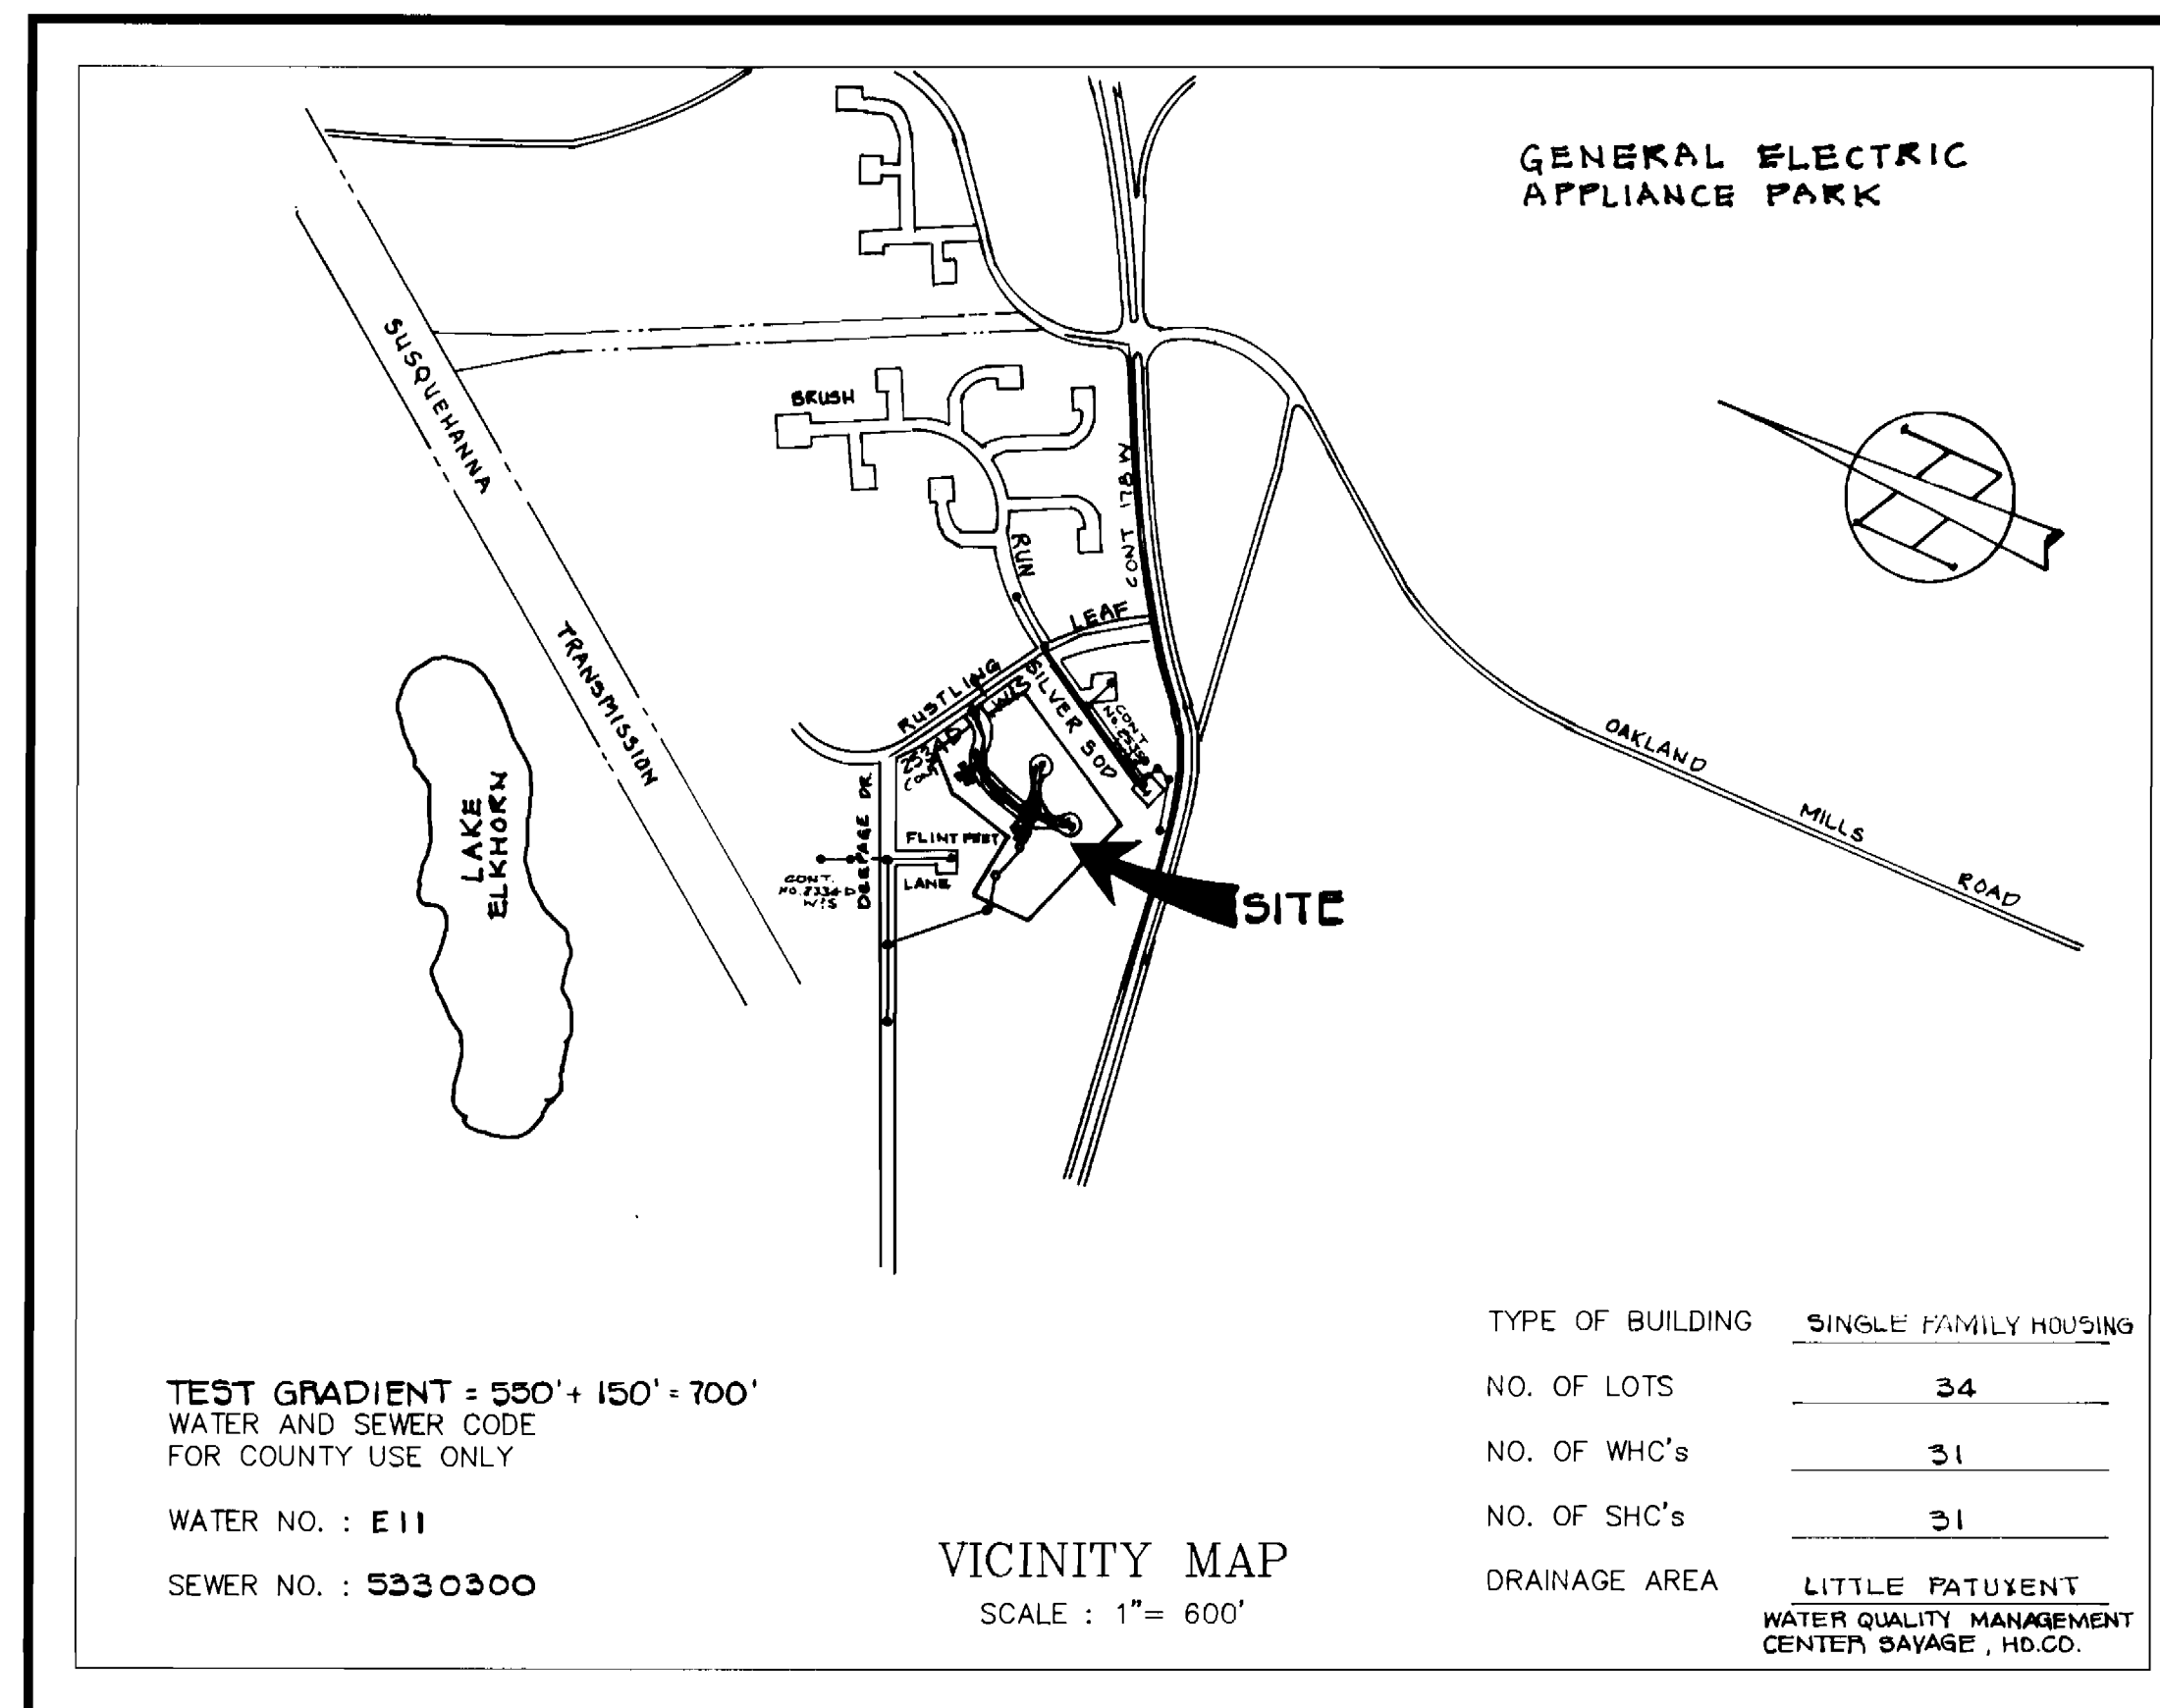 GENERAL ELECTRIC
APPLIANCE PARK
SUSQUEHANNA
TRANSMISSION
BRUSH
RUN
CONT 178 W
LEAF
RUSTLING
SILVER SOD
CONT
No.
OAKLAND
MILLS
ROAD
LAKE
ELKHORN
DEEPAGE DR.
FLINT FEET
LANE
CONT.
NO. 2334 D
W&S
SITE
TYPE OF BUILDING SINGLE FAMILY HOUSING
NO. OF LOTS 34
NO. OF WHC's 31
NO. OF SHC's 31
DRAINAGE AREA LITTLE PATUXENT
WATER QUALITY MANAGEMENT
CENTER SAVAGE, HO.CO.
TEST GRADIENT = 550'+ 150' = 700'
WATER AND SEWER CODE
FOR COUNTY USE ONLY
WATER NO. : E11
SEWER NO. : 5330300
VICINITY MAP
SCALE : 1"= 600'